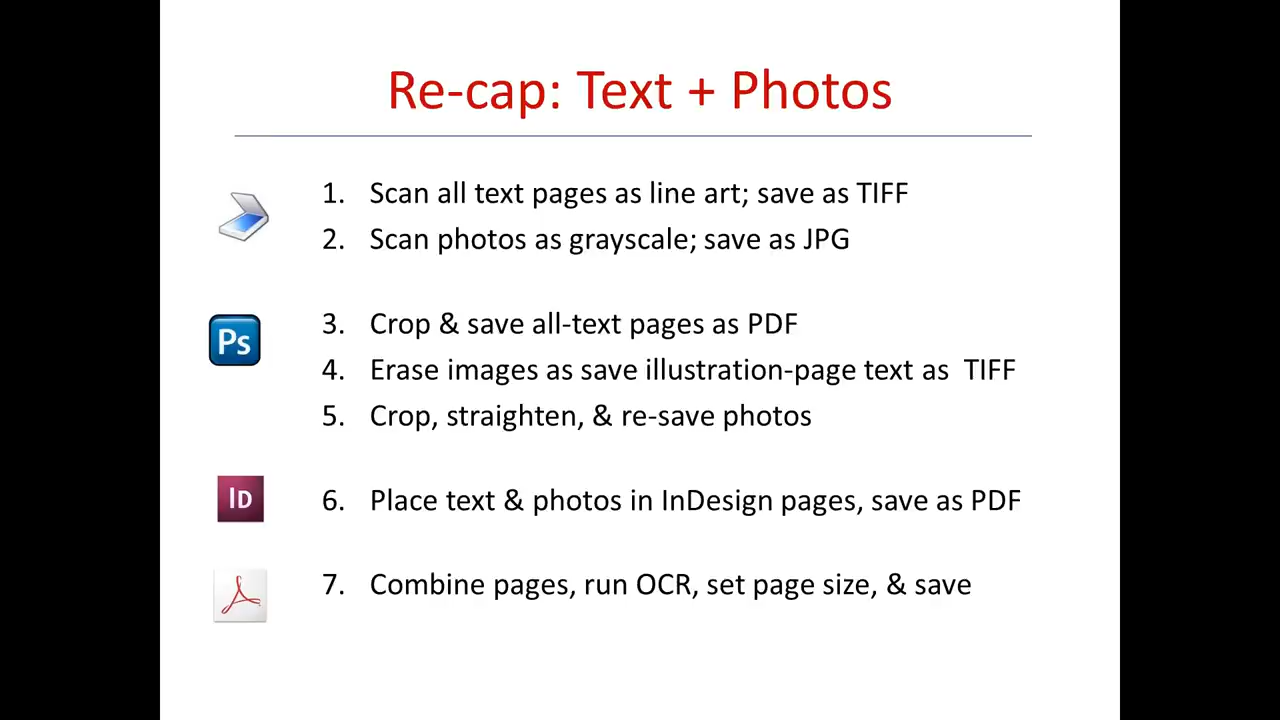 Re-cap: Text + Photos
1. Scan all text pages as line art; save as TIFF
2. Scan photos as grayscale; save as JPG
Ps
3. Crop & save all-text pages as PDF
4. Erase images as save illustration-page text as  TIFF
5. Crop, straighten, & re-save photos
ID
6. Place text & photos in InDesign pages, save as PDF
7. Combine pages, run OCR, set page size, & save